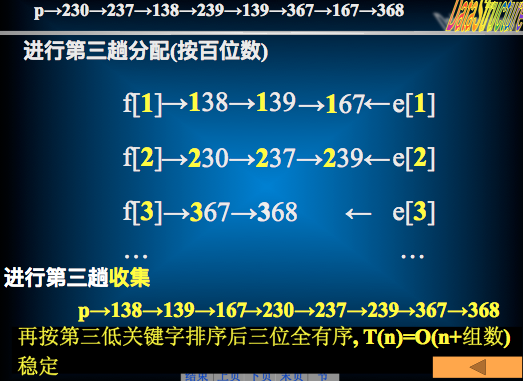 p→230→237→138→239→139→367→167→368
DataStructure
进行第三趟分配(按百位数)
f[1]→138→139→167←e[1]
f[2]→230→237→239←e[2]
f[3]→367→368 ← e[3]
… …
进行第三趟收集
p→138→139→167→230→237→239→367→368
再按第三低关键字排序后三位全有序, T(n)=O(n+组数)
稳定
结束 上页 下页 末页 节